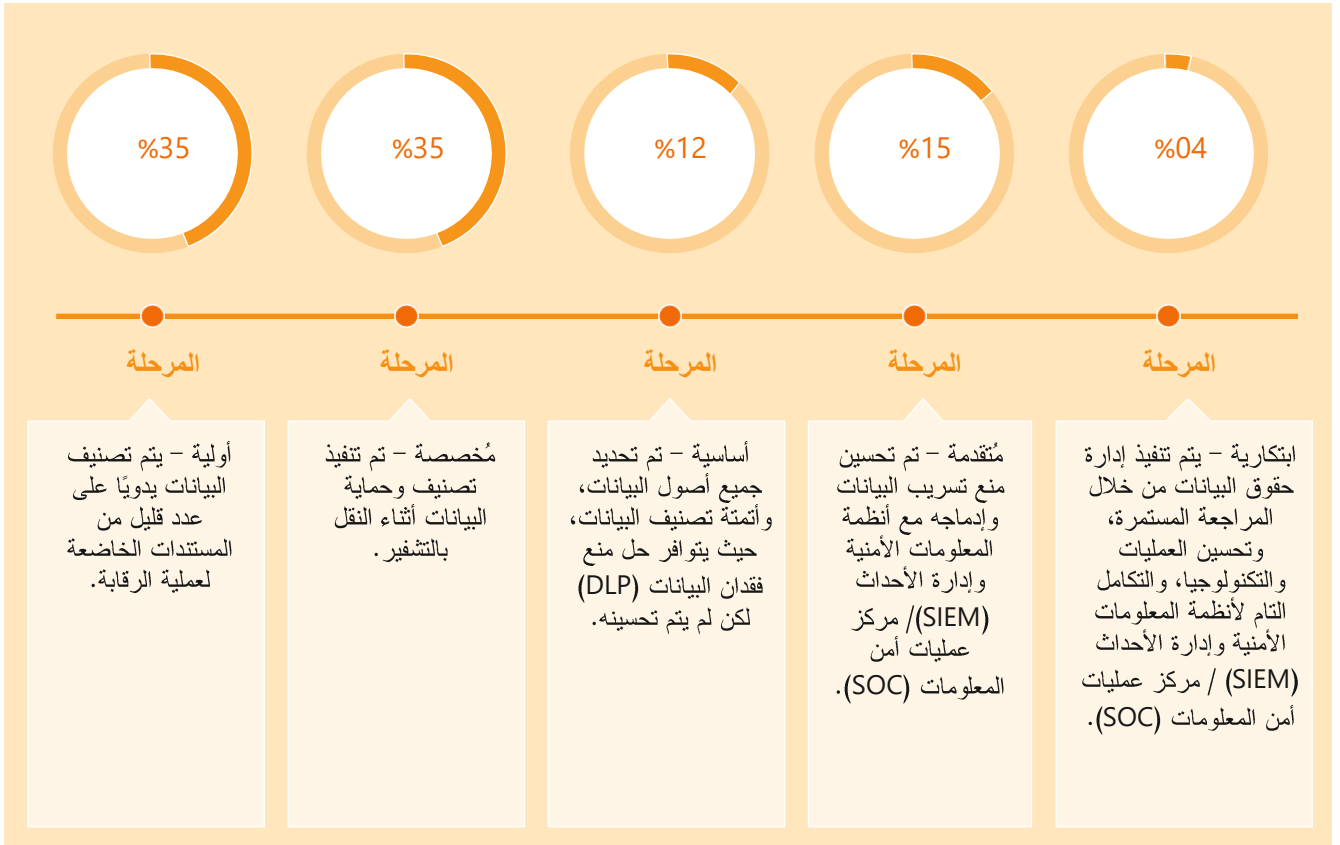 %35
%35
%12
%15
%04
المرحلة
المرحلة
المرحلة
المرحلة
المرحلة
أولية – يتم تصنيف
البيانات يدويًا على
عدد قليل من
المستندات الخاضعة
لعملية الرقابة.
مُخصصة – تم تنفيذ
تصنيف وحماية
البيانات أثناء النقل
بالتشفير.
أساسية – تم تحديد
جميع أصول البيانات،
وأتمتة تصنيف البيانات،
حيث يتوافر حل منع
فقدان البيانات (DLP)
لكن لم يتم تحسينه.
مُتقدمة – تم تحسين
منع تسريب البيانات
وإدماجه مع أنظمة
المعلومات الأمنية
وإدارة الأحداث
(SIEM)/ مركز
عمليات أمن
المعلومات (SOC).
ابتكارية – يتم تنفيذ إدارة
حقوق البيانات من خلال
المراجعة المستمرة،
وتحسين العمليات
والتكنولوجيا، والتكامل
التام لأنظمة المعلومات
الأمنية وإدارة الأحداث
(SIEM) / مركز عمليات
أمن المعلومات (SOC).